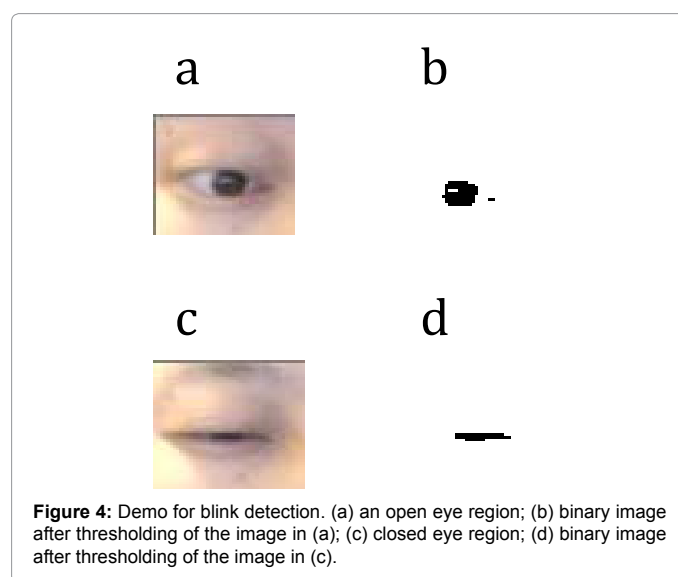 a b
c d
Figure 4: Demo for blink detection. (a) an open eye region; (b) binary image
after thresholding of the image in (a); (c) closed eye region; (d) binary image
after thresholding of the image in (c).